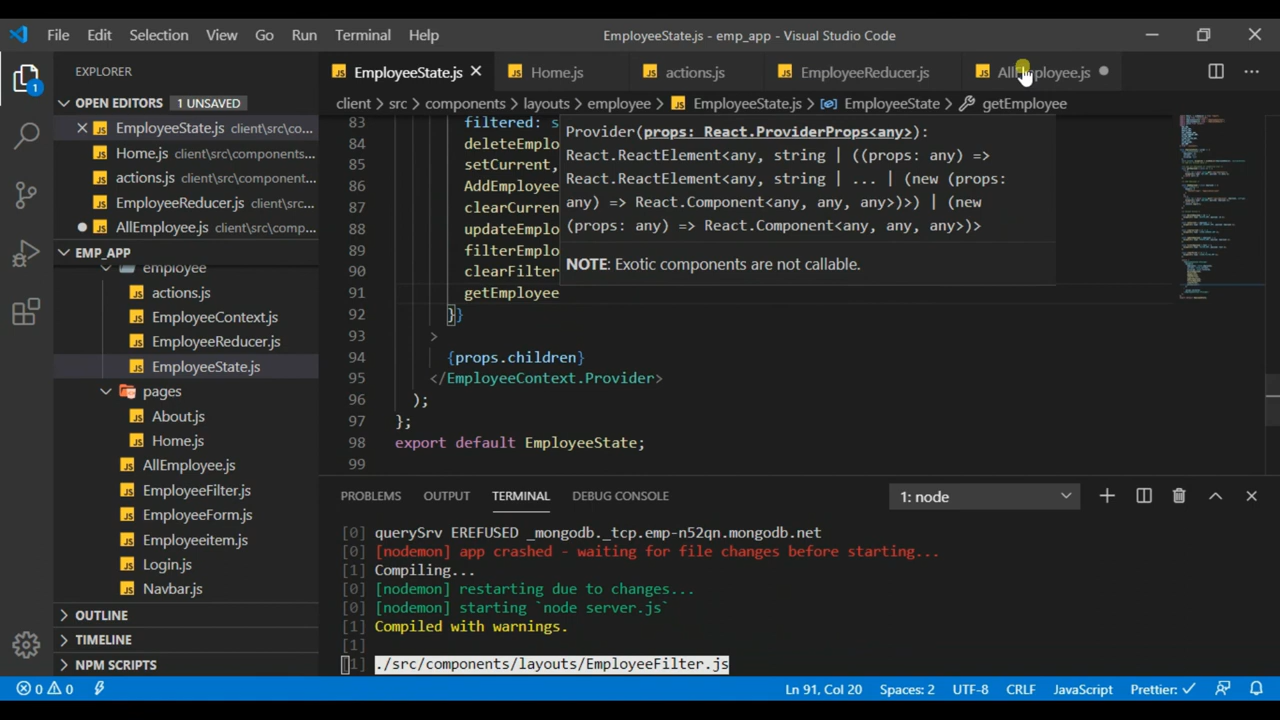 File Edit Selection View Go Run Terminal Help EmployeeState.js - emp_app - Visual Studio Code
EXPLORER
EmployeeState.js Home.js actions.js EmployeeReducer.js AllEmployee.js
OPEN EDITORS 1 UNSAVED
client > src > components > layouts > employee > EmployeeState.js > EmployeeState > getEmployee
EmployeeState.js client\src\co...
Home.js client\src\components...
actions.js client\src\component...
EmployeeReducer.js client\src...
AllEmployee.js client\src\comp...
EMP_APP
employee
actions.js
EmployeeContext.js
EmployeeReducer.js
EmployeeState.js
pages
About.js
Home.js
AllEmployee.js
EmployeeFilter.js
EmployeeForm.js
Employeeitem.js
Login.js
Navbar.js
OUTLINE
TIMELINE
NPM SCRIPTS
83 filtered: s
84 deleteEmplo
85 setCurrent,
86 AddEmployee
87 clearCurren
88 updateEmplo
89 filterEmplo
90 clearFilter
91 getEmployee
92 }}
93 >
94 {props.children}
95 </EmployeeContext.Provider>
96 );
97 };
98 export default EmployeeState;
99
Provider(props: React.ProviderProps<any>):
React.ReactElement<any, string | ((props: any) =>
React.ReactElement<any, string | ... | (new (props:
any) => React.Component<any, any, any>)>) | (new
(props: any) => React.Component<any, any, any>)>
NOTE: Exotic components are not callable.
PROBLEMS OUTPUT TERMINAL DEBUG CONSOLE 1: node
[0] querySrv EREFUSED _mongodb._tcp.emp-n52qn.mongodb.net
[0] [nodemon] app crashed - waiting for file changes before starting...
[1] Compiling...
[0] [nodemon] restarting due to changes...
[0] [nodemon] starting `node server.js`
[1] Compiled with warnings.
[1]
[1] ./src/components/layouts/EmployeeFilter.js
1
0 0 Ln 91, Col 20 Spaces: 2 UTF-8 CRLF JavaScript Prettier: ✓